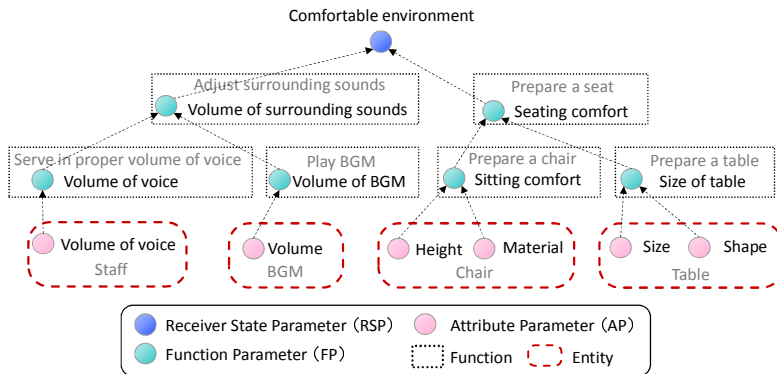 Comfortable environment
Adjust surrounding sounds
Volume of surrounding sounds
Prepare a seat
Seating comfort
Serve in proper volume of voice
Volume of voice
Play BGM
Volume of BGM
Prepare a chair
Sitting comfort
Prepare a table
Size of table
Volume of voice
Staff
Volume
BGM
Height
Material
Chair
Size
Shape
Table
Receiver State Parameter (RSP)
Attribute Parameter (AP)
Function Parameter (FP)
Function
Entity